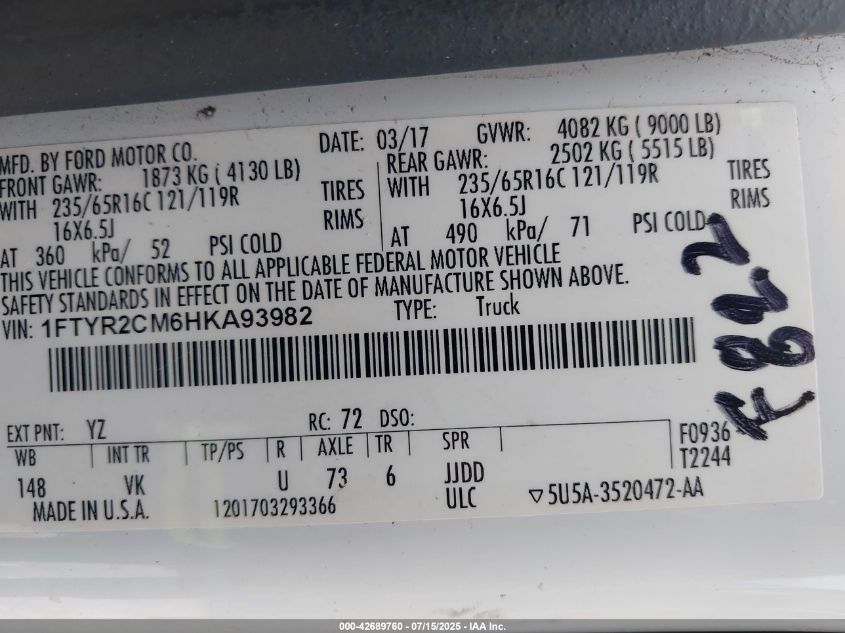 MFD. BY FORD MOTOR CO. DATE: 03/17 GVWR: 4082 KG ( 9000 LB)
FRONT GAWR: 1873 KG ( 4130 LB) REAR GAWR: 2502 KG ( 5515 LB)
WITH 235/65R16C 121/119R TIRES WITH 235/65R16C 121/119R TIRES
16X6.5J RIMS 16X6.5J RIMS
AT 360 kPa/ 52 PSI COLD AT 490 kPa/ 71 PSI COLD
THIS VEHICLE CONFORMS TO ALL APPLICABLE FEDERAL MOTOR VEHICLE
SAFETY STANDARDS IN EFFECT ON THE DATE OF MANUFACTURE SHOWN ABOVE.
VIN: 1FTYR2CM6HKA93982 TYPE: Truck
EXT PNT: YZ RC: 72 DSO:
WB INT TR TP/PS R AXLE TR SPR F0936
148 VK U 73 6 JJDD T2244
MADE IN U.S.A. 1201703293366 ULC 5U5A-3520472-AA
000-42689760 - 07/15/2025 - IAA Inc.